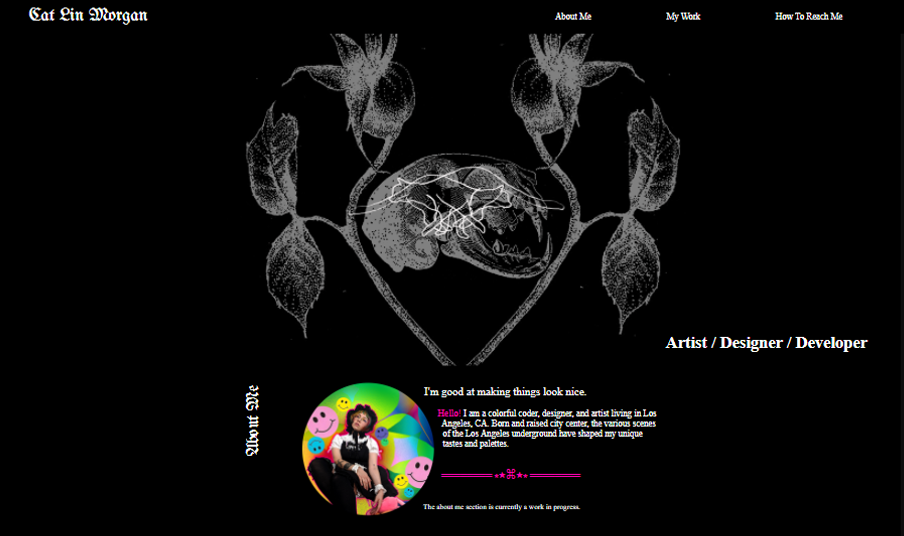 Cat Lin Morgan
About Me
My Work
How To Reach Me
Artist / Designer / Developer
About Me
I'm good at making things look nice.
Hello! I am a colorful coder, designer, and artist living in Los
Angeles, CA. Born and raised city center, the various scenes
of the Los Angeles underground have shaped my unique
tastes and palettes.
The about me section is currently a work in progress.